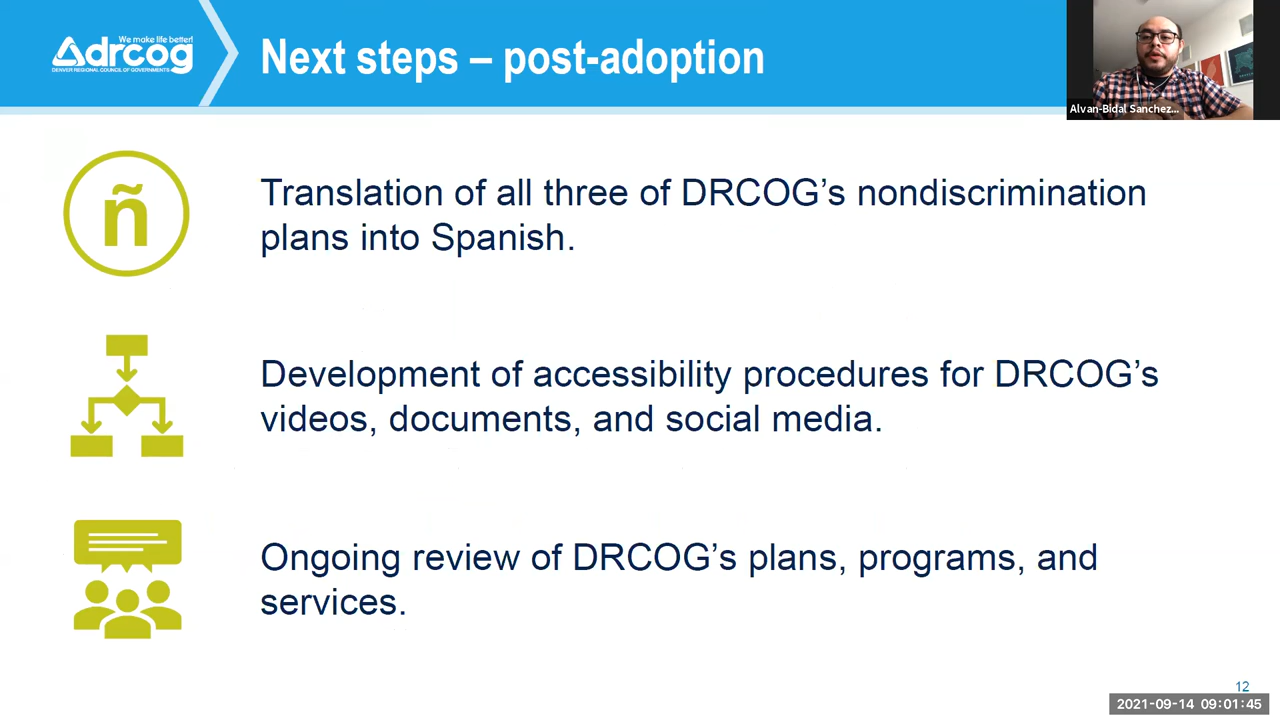 We make life better!
drcog
DENVER REGIONAL COUNCIL OF GOVERNMENTS
Next steps – post-adoption
Alvan-Bidal Sanchez...
ñ
Translation of all three of DRCOG’s nondiscrimination
plans into Spanish.
Development of accessibility procedures for DRCOG’s
videos, documents, and social media.
Ongoing review of DRCOG’s plans, programs, and
services.
12
2021-09-14 09:01:45